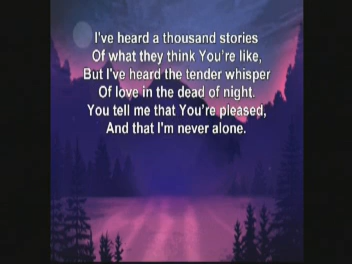 I've heard a thousand stories
Of what they think You're like,
But I've heard the tender whisper
Of love in the dead of night.
You tell me that You're pleased,
And that I'm never alone.